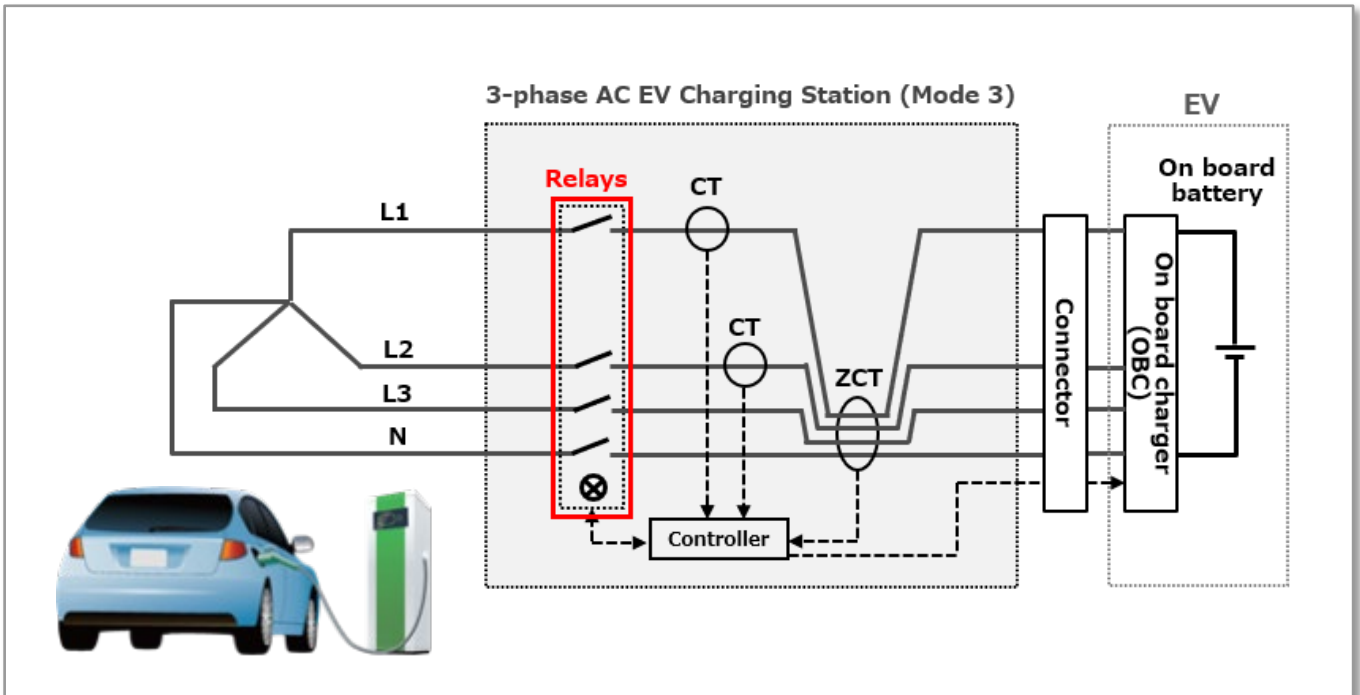 3-phase AC EV Charging Station (Mode 3)
EV
Relays
CT
On board
battery
L1
CT
L2
ZCT
L3
N
Connector
On board charger
(OBC)
Controller